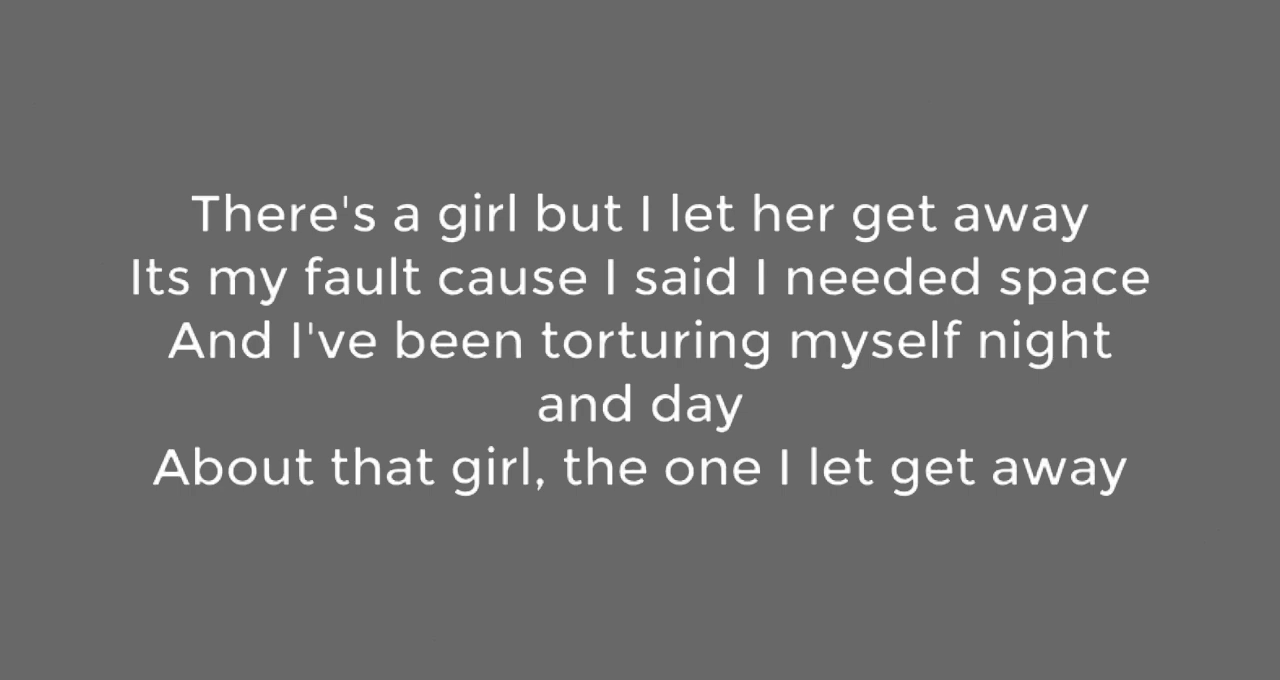 There's a girl but I let her get away
Its my fault cause I said I needed space
And I've been torturing myself night
and day
About that girl, the one I let get away